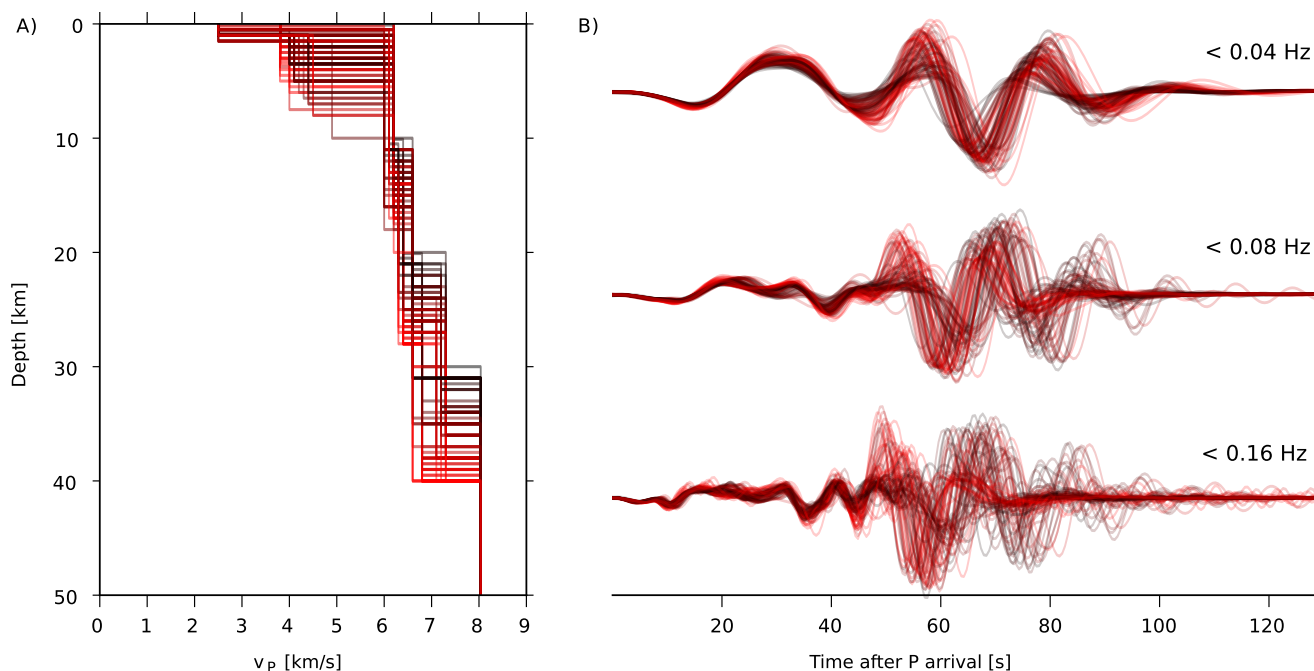 A)
0
10
20
30
40
50
Depth [km]
0 1 2 3 4 5 6 7 8 9
v P [km/s]
B)
< 0.04 Hz
< 0.08 Hz
< 0.16 Hz
20 40 60 80 100 120
Time after P arrival [s]